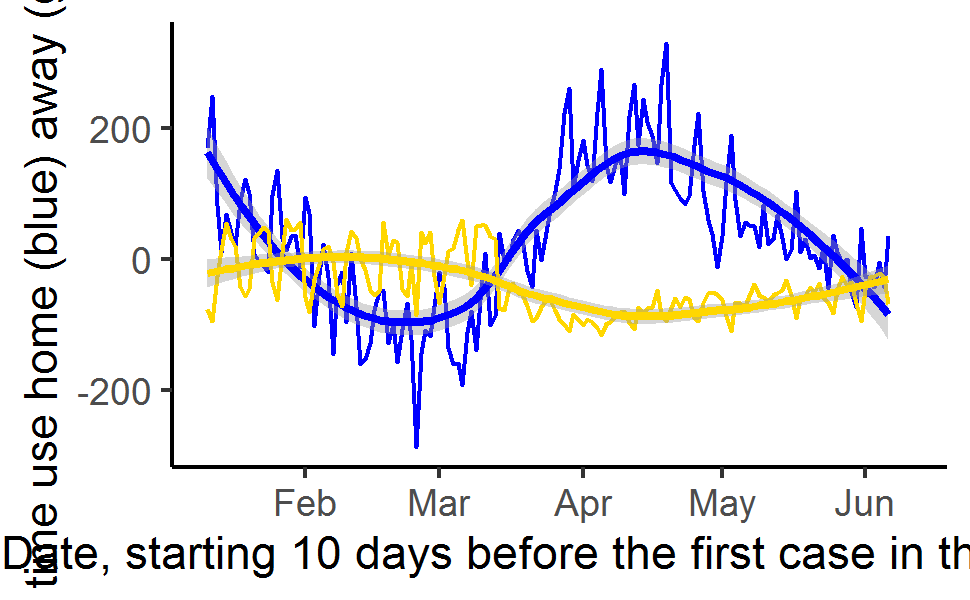 time use home (blue) away (
200
0
-200
Feb Mar Apr May Jun
Date, starting 10 days before the first case in th